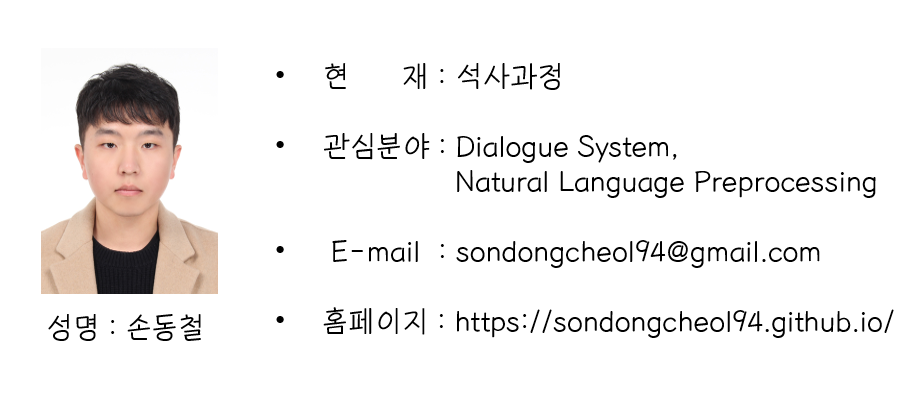 • 현 재 : 석사과정
• 관심분야 : Dialogue System,
Natural Language Preprocessing
• E-mail : sondongcheol94@gmail.com
• 홈페이지 : https://sondongcheol94.github.io/
성명 : 손동철